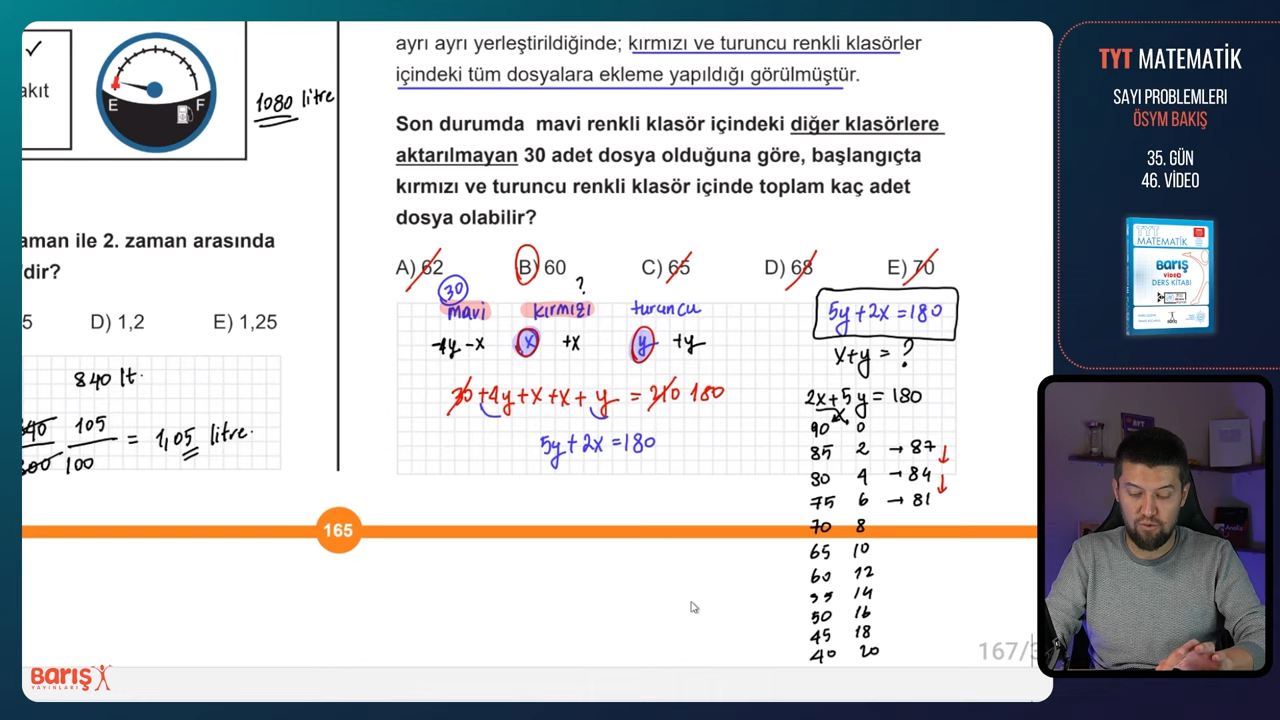 ✓
akıt
E F
1080 litre
aman ile 2. zaman arasında
dir?
5 D) 1,2 E) 1,25
840 lt.
840 105 = 1,05 litre.
800 100
165
ayrı ayrı yerleştirildiğinde; kırmızı ve turuncu renkli klasörler
içindeki tüm dosyalara ekleme yapıldığı görülmüştür.
Son durumda mavi renkli klasör içindeki diğer klasörlere
aktarılmayan 30 adet dosya olduğuna göre, başlangıçta
kırmızı ve turuncu renkli klasör içinde toplam kaç adet
dosya olabilir?
A) 62 B) 60 C) 65 D) 68 E) 70
30 ?
mavi kırmızı turuncu
-4y -x x +x y +y
30 +4y+x+x+y = 210 180
5y+2x=180
5y+2x=180
x+y = ?
2x+5y = 180
90 0
85 2 → 87
80 4 → 84
75 6 → 81
70 8
65 10
60 12
55 14
50 16
45 18
40 20
167/3
BARIŞ
YAYINLARI
TYT MATEMATİK
SAYI PROBLEMLERİ
ÖSYM BAKIŞ
35. GÜN
46. VİDEO
TYT
MATEMATİK
BARIŞ
VİDEO
DERS KİTABI